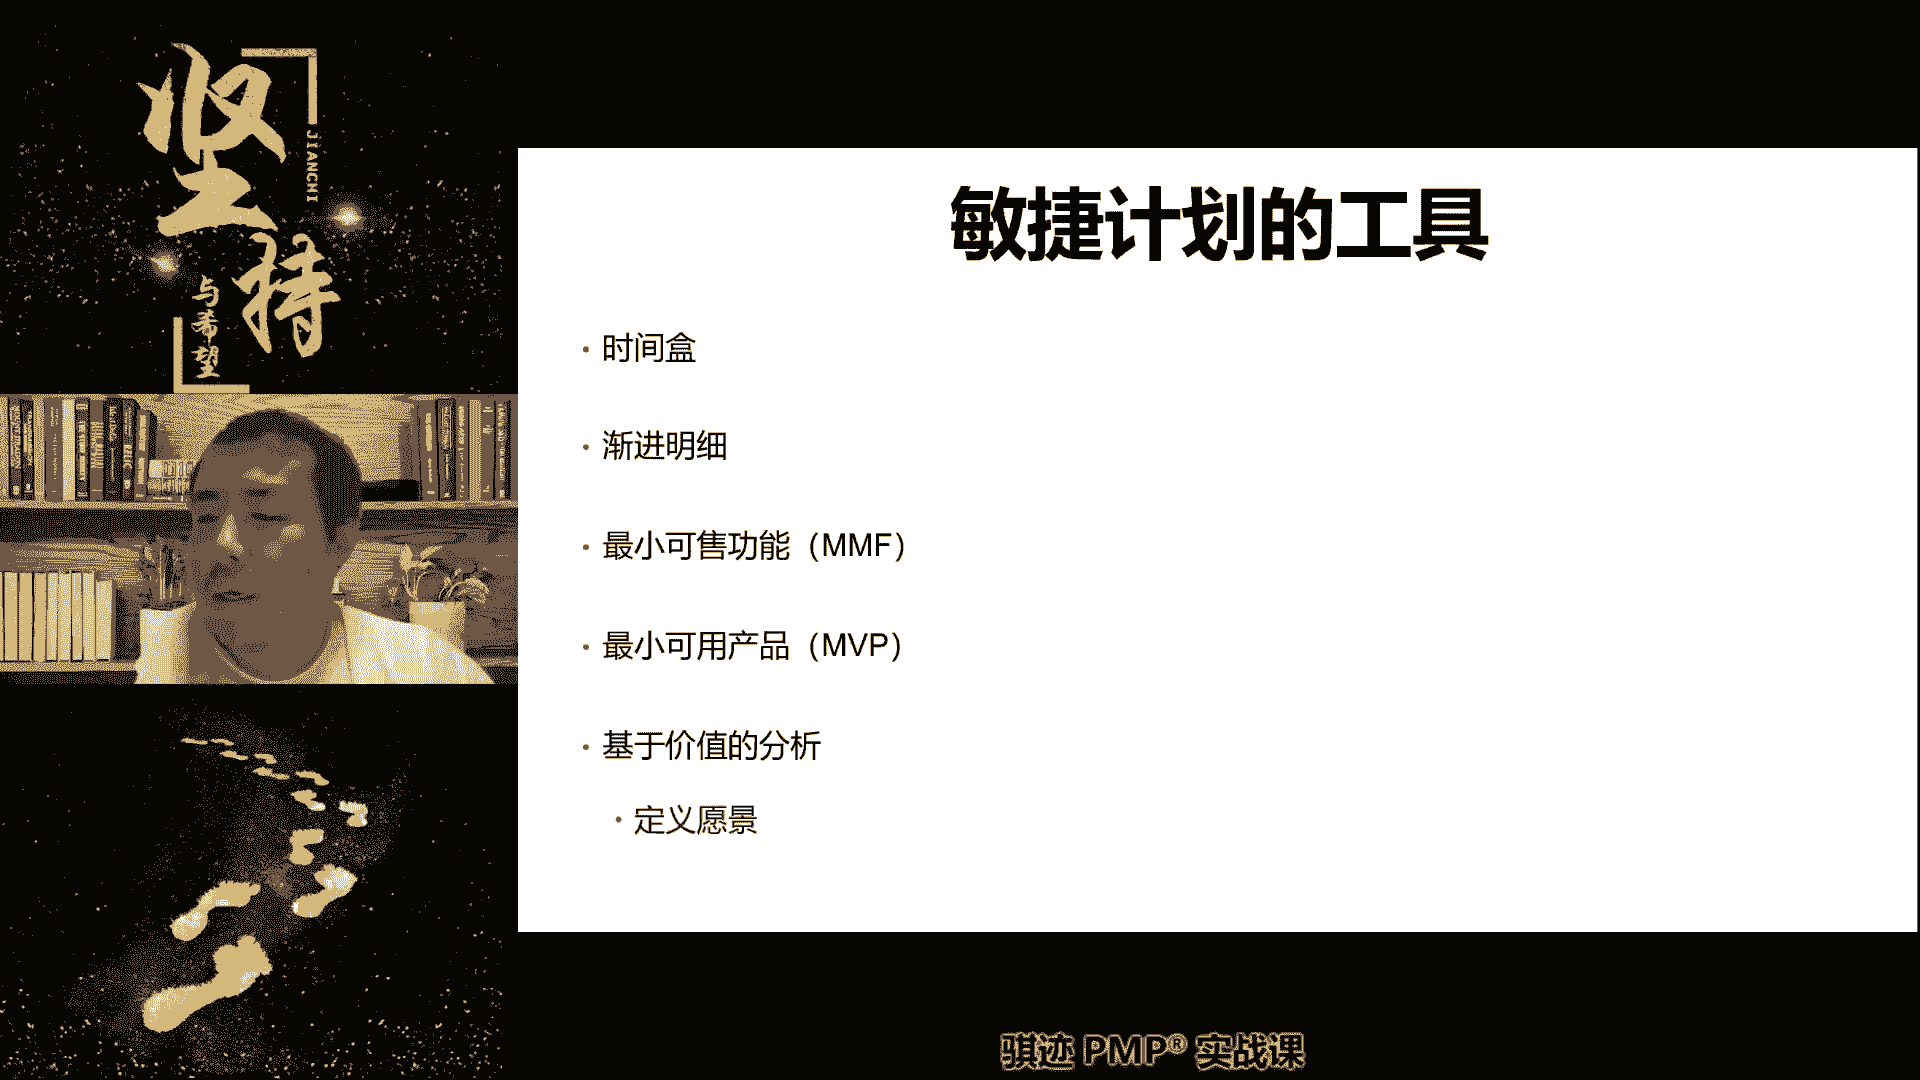 坚持
JIANCHI
与希望
敏捷计划的工具
· 时间盒
· 渐进明细
· 最小可售功能（MMF）
· 最小可用产品（MVP）
· 基于价值的分析
· 定义愿景
骐迹 PMP® 实战课